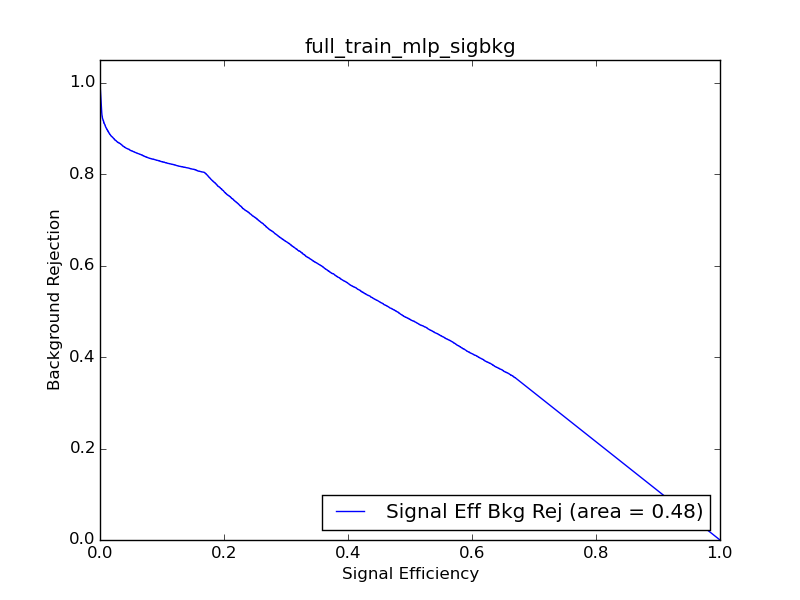 full_train_mlp_sigbkg
1.0
0.8
0.6
0.4
0.2
0.0
Background Rejection
Signal Eff Bkg Rej (area = 0.48)
0.0 0.2 0.4 0.6 0.8 1.0
Signal Efficiency